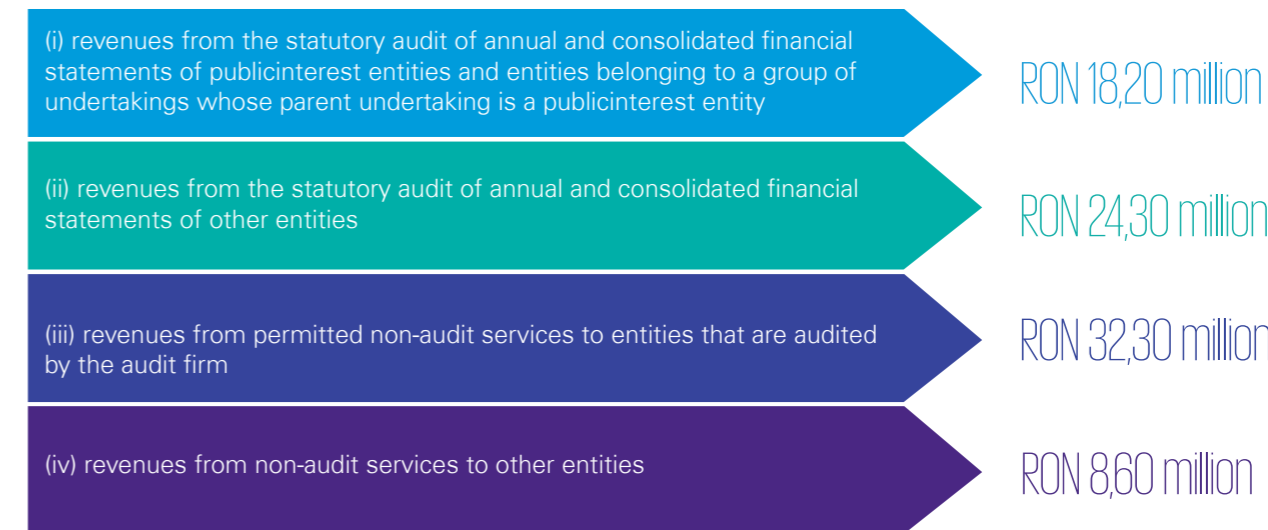 (i) revenues from the statutory audit of annual and consolidated financial
statements of publicinterest entities and entities belonging to a group of
undertakings whose parent undertaking is a publicinterest entity
RON 18,20 million
(ii) revenues from the statutory audit of annual and consolidated financial
statements of other entities
RON 24,30 million
(iii) revenues from permitted non-audit services to entities that are audited
by the audit firm
RON 32,30 million
(iv) revenues from non-audit services to other entities
RON 8,60 million